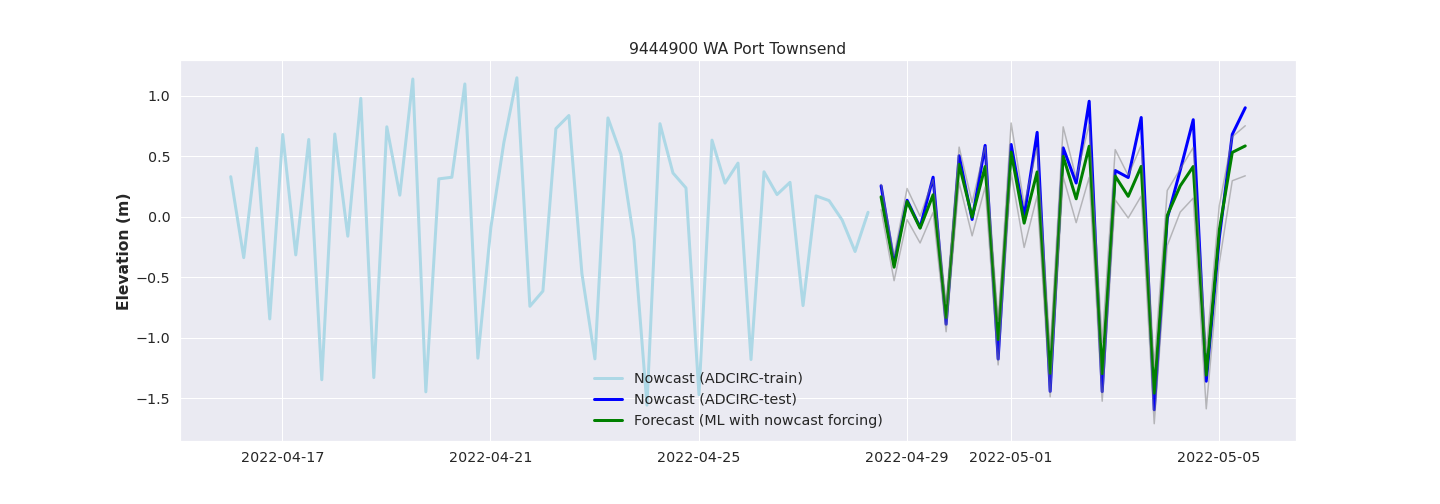 9444900 WA Port Townsend
Elevation (m)
1.0
0.5
0.0
−0.5
−1.0
−1.5
Nowcast (ADCIRC-train)
Nowcast (ADCIRC-test)
Forecast (ML with nowcast forcing)
2022-04-17 2022-04-21 2022-04-25 2022-04-29 2022-05-01 2022-05-05